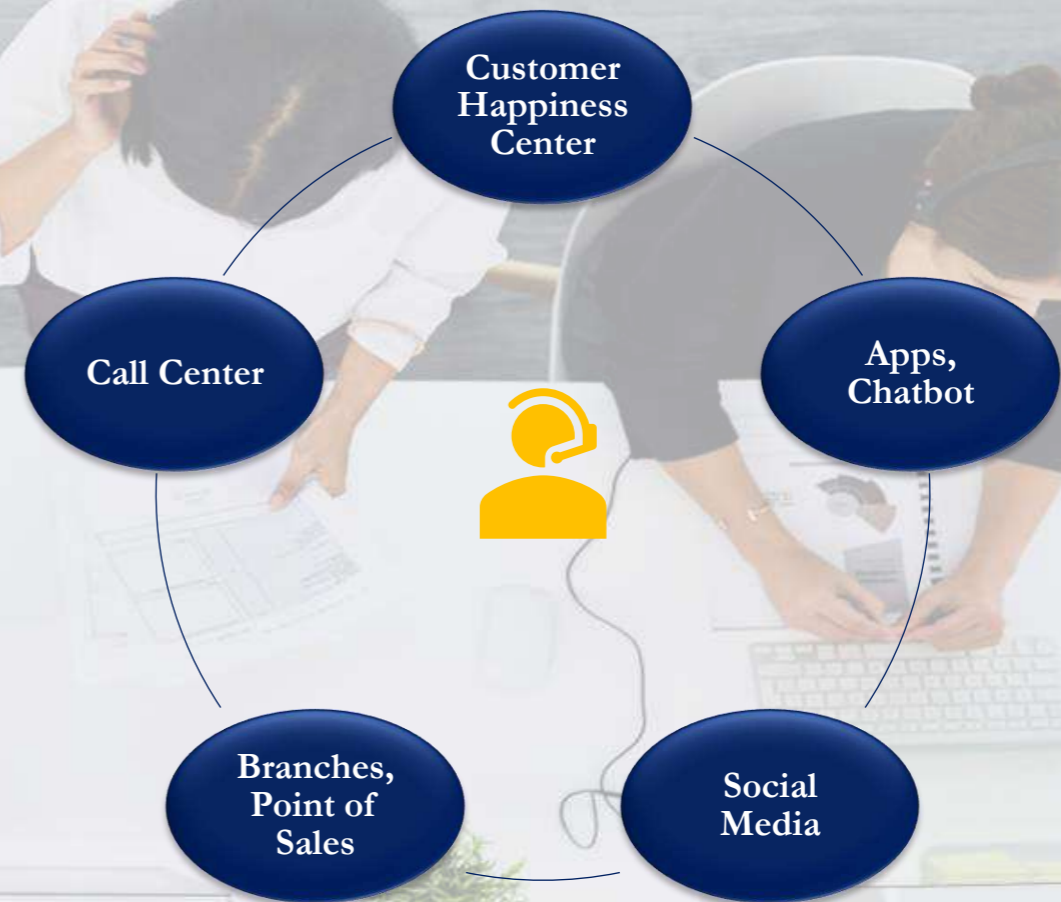 Customer
Happiness
Center
Call Center
Apps,
Chatbot
Branches,
Point of
Sales
Social
Media